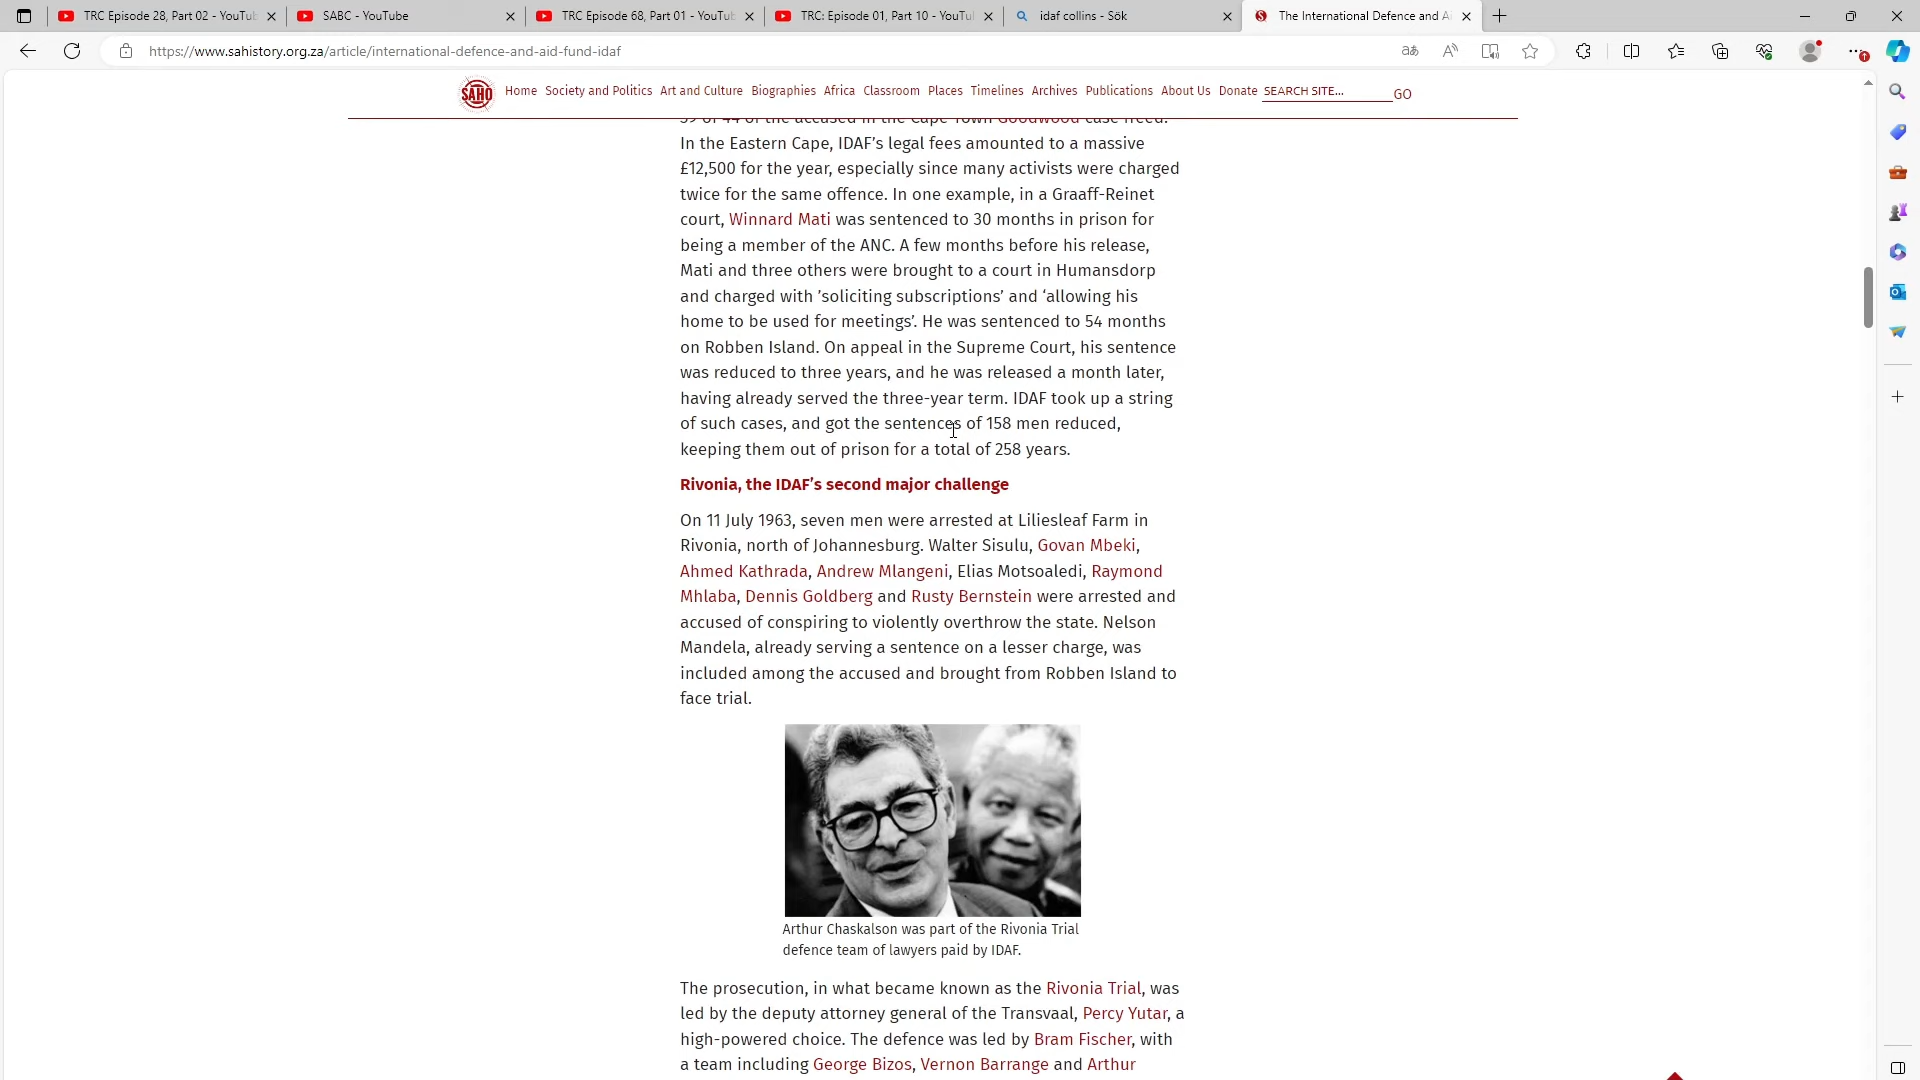 TRC Episode 28, Part 02 - YouTub
SABC - YouTube
TRC Episode 68, Part 01 - YouTub
TRC: Episode 01, Part 10 - YouTu
idaf collins - Sök
The International Defence and Ai
https://www.sahistory.org.za/article/international-defence-and-aid-fund-idaf
SAHO
Home Society and Politics Art and Culture Biographies Africa Classroom Places Timelines Archives Publications About Us Donate SEARCH SITE... GO
39 of 44 of the accused in the Cape Town Goodwood case freed.
In the Eastern Cape, IDAF’s legal fees amounted to a massive
£12,500 for the year, especially since many activists were charged
twice for the same offence. In one example, in a Graaff-Reinet
court, Winnard Mati was sentenced to 30 months in prison for
being a member of the ANC. A few months before his release,
Mati and three others were brought to a court in Humansdorp
and charged with ’soliciting subscriptions’ and ‘allowing his
home to be used for meetings’. He was sentenced to 54 months
on Robben Island. On appeal in the Supreme Court, his sentence
was reduced to three years, and he was released a month later,
having already served the three-year term. IDAF took up a string
of such cases, and got the sentences of 158 men reduced,
keeping them out of prison for a total of 258 years.
Rivonia, the IDAF’s second major challenge
On 11 July 1963, seven men were arrested at Liliesleaf Farm in
Rivonia, north of Johannesburg. Walter Sisulu, Govan Mbeki,
Ahmed Kathrada, Andrew Mlangeni, Elias Motsoaledi, Raymond
Mhlaba, Dennis Goldberg and Rusty Bernstein were arrested and
accused of conspiring to violently overthrow the state. Nelson
Mandela, already serving a sentence on a lesser charge, was
included among the accused and brought from Robben Island to
face trial.
Arthur Chaskalson was part of the Rivonia Trial
defence team of lawyers paid by IDAF.
The prosecution, in what became known as the Rivonia Trial, was
led by the deputy attorney general of the Transvaal, Percy Yutar, a
high-powered choice. The defence was led by Bram Fischer, with
a team including George Bizos, Vernon Barrange and Arthur